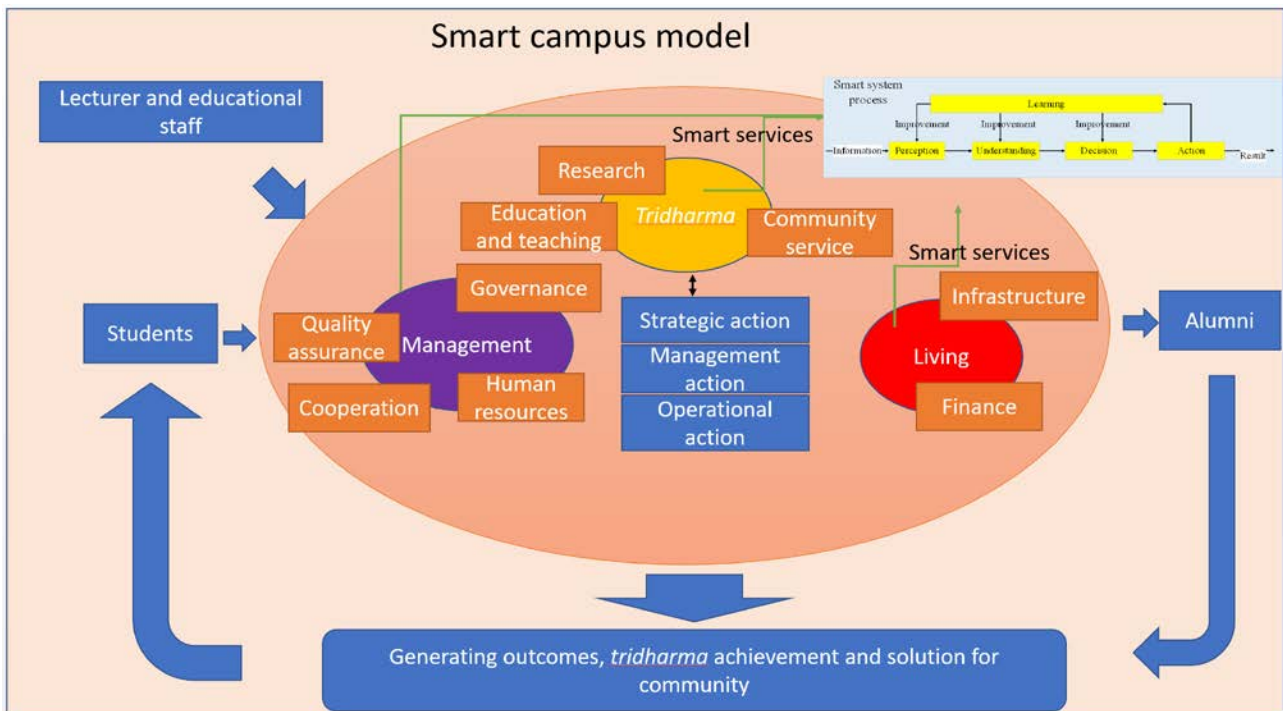 Smart campus model
Lecturer and educational
staff
Smart system
process
Learning
Improvement
Improvement
Improvement
Information
Perception
Understanding
Decision
Action
Result
Smart services
Research
Education
and teaching
Tridharma
Community
service
Smart services
Governance
Infrastructure
Students
Quality
assurance
Management
Strategic action
Management
action
Operational
action
Living
Alumni
Cooperation
Human
resources
Finance
Generating outcomes, tridharma achievement and solution for
community